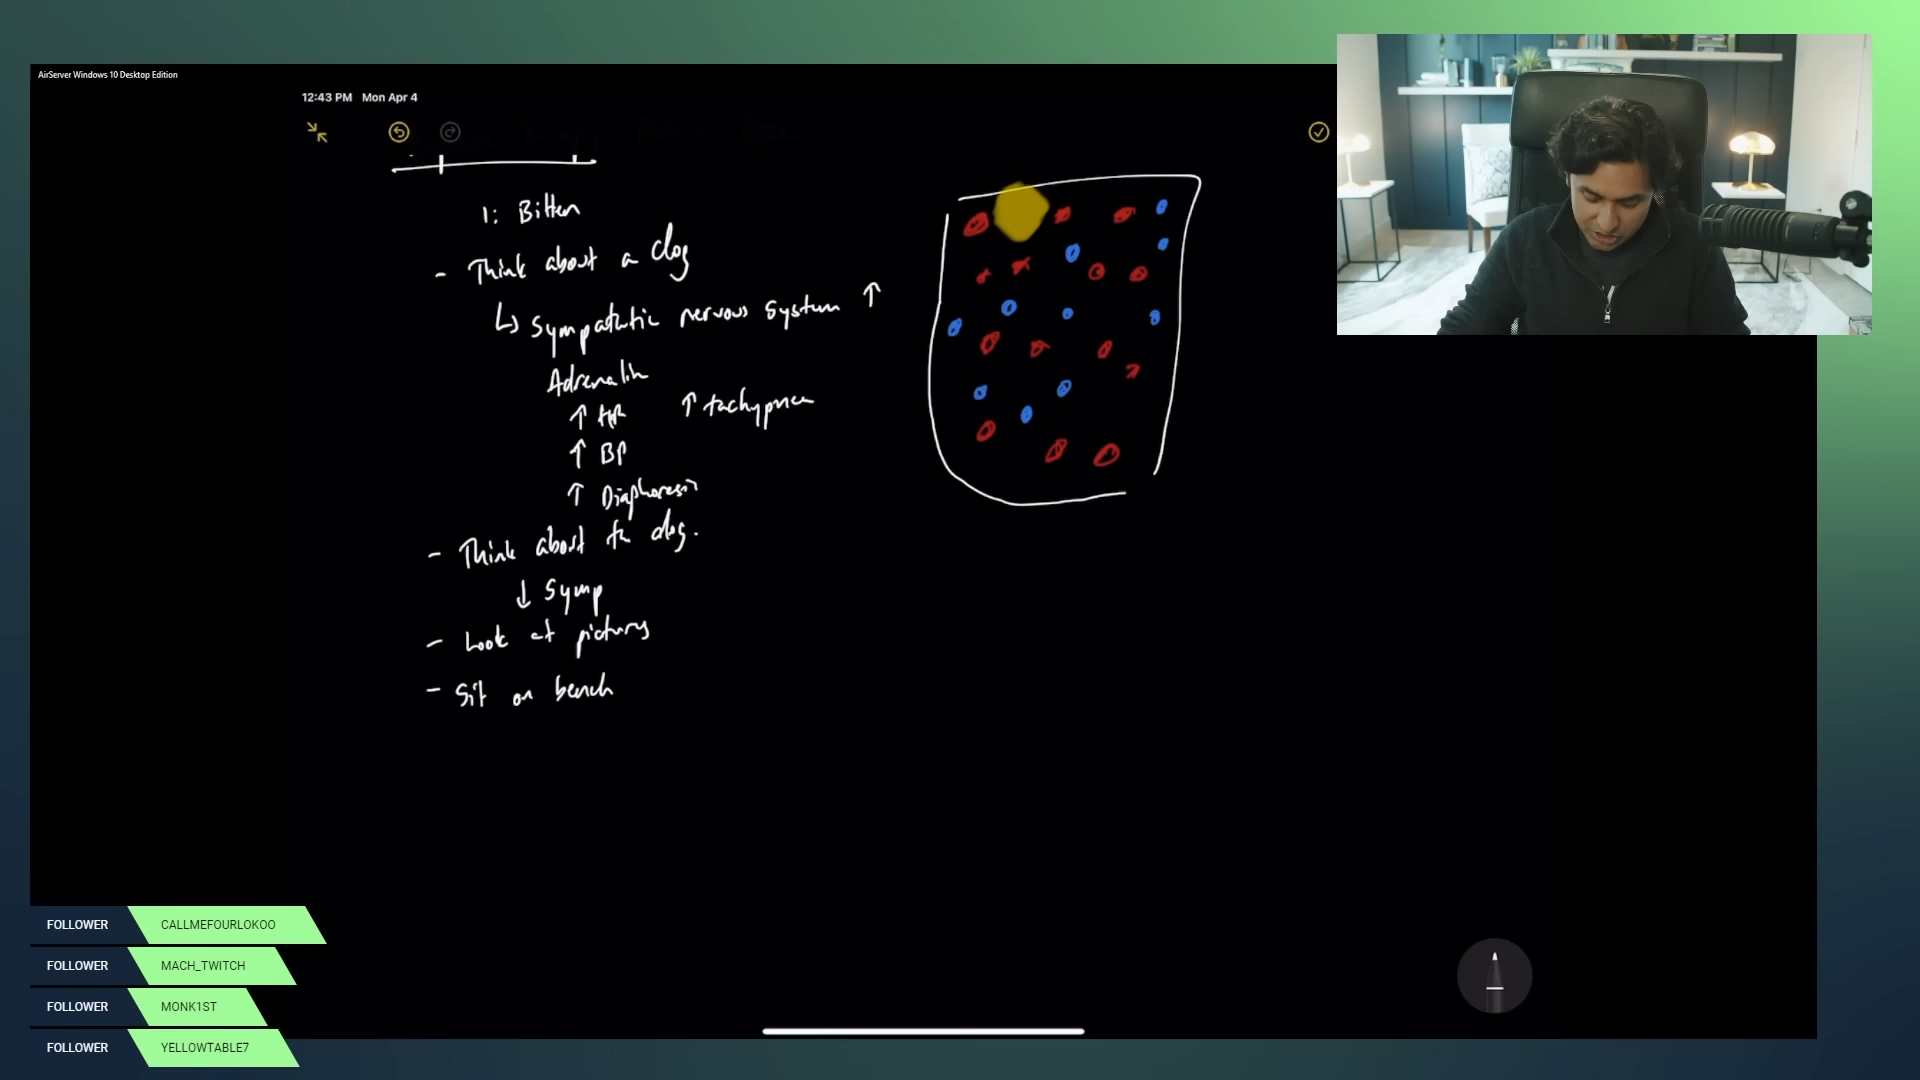 AirServer Windows 10 Desktop Edition
12:43 PM Mon Apr 4
1: Bitten
- Think about a dog
↳ Sympathetic nervous system ↑
Adrenalin
↑ HR ↑ tachypnea
↑ BP
↑ Diaphoresis
- Think about the dog.
↓ Symp
- Look at pictures
- Sit on bench
FOLLOWER CALLMEFOURLOKOO
FOLLOWER MACH_TWITCH
FOLLOWER MONK1ST
FOLLOWER YELLOWTABLE7